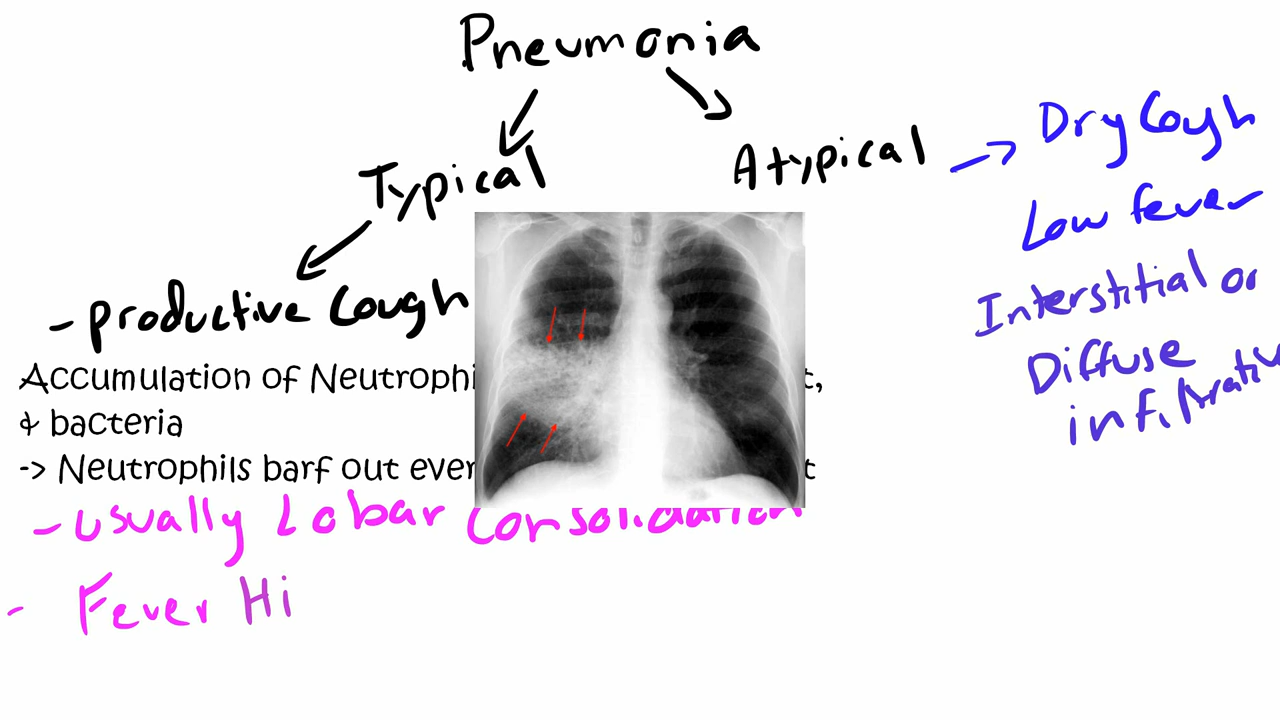 Pneumonia
Typical
Atypical
-> Dry Cough
Low fever
Interstitial or
Diffuse
infiltrative
- productive Cough
Accumulation of Neutrophi t,
& bacteria
-> Neutrophils barf out ever t
- usually Lobar Consolidation
- Fever Hi